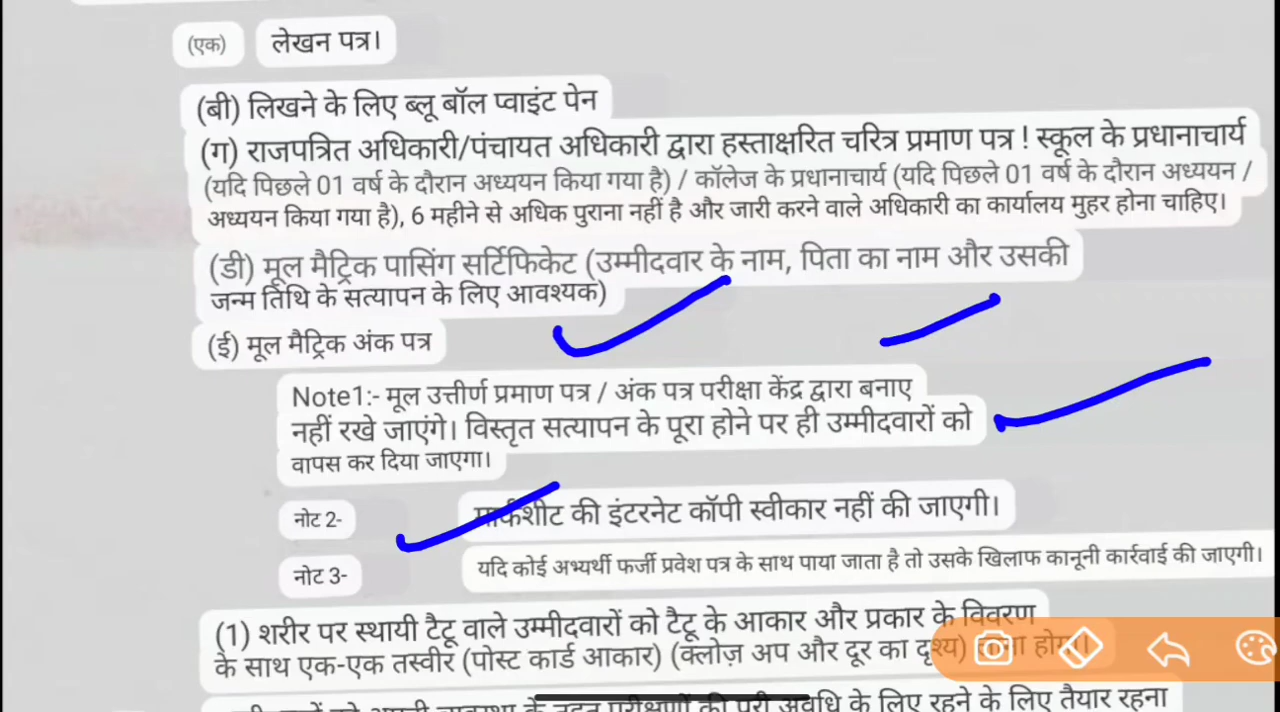 (एक) लेखन पत्र।
(बी) लिखने के लिए ब्लू बॉल प्वाइंट पेन
(ग) राजपत्रित अधिकारी/पंचायत अधिकारी द्वारा हस्ताक्षरित चरित्र प्रमाण पत्र ! स्कूल के प्रधानाचार्य
(यदि पिछले 01 वर्ष के दौरान अध्ययन किया गया है) / कॉलेज के प्रधानाचार्य (यदि पिछले 01 वर्ष के दौरान अध्ययन /
अध्ययन किया गया है), 6 महीने से अधिक पुराना नहीं है और जारी करने वाले अधिकारी का कार्यालय मुहर होना चाहिए।
(डी) मूल मैट्रिक पासिंग सर्टिफिकेट (उम्मीदवार के नाम, पिता का नाम और उसकी
जन्म तिथि के सत्यापन के लिए आवश्यक)
(ई) मूल मैट्रिक अंक पत्र
Note1:- मूल उत्तीर्ण प्रमाण पत्र / अंक पत्र परीक्षा केंद्र द्वारा बनाए
नहीं रखे जाएंगे। विस्तृत सत्यापन के पूरा होने पर ही उम्मीदवारों को
वापस कर दिया जाएगा।
नोट 2- मार्कशीट की इंटरनेट कॉपी स्वीकार नहीं की जाएगी।
नोट 3- यदि कोई अभ्यर्थी फर्जी प्रवेश पत्र के साथ पाया जाता है तो उसके खिलाफ कानूनी कार्रवाई की जाएगी।
(1) शरीर पर स्थायी टैटू वाले उम्मीदवारों को टैटू के आकार और प्रकार के विवरण
के साथ एक-एक तस्वीर (पोस्ट कार्ड आकार) (क्लोज़ अप और दूर का दृश्य) होगा।
के लिए रहने के लिए तैयार रहना